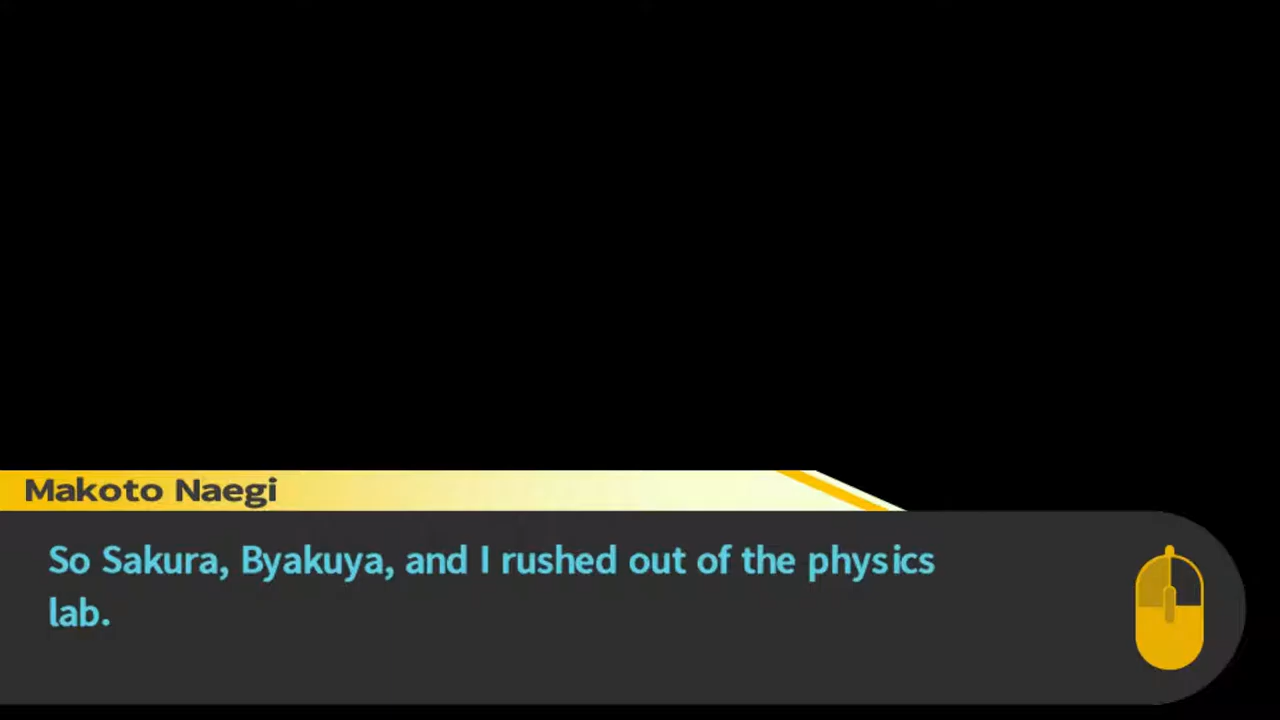 Makoto Naegi
So Sakura, Byakuya, and I rushed out of the physics
lab.